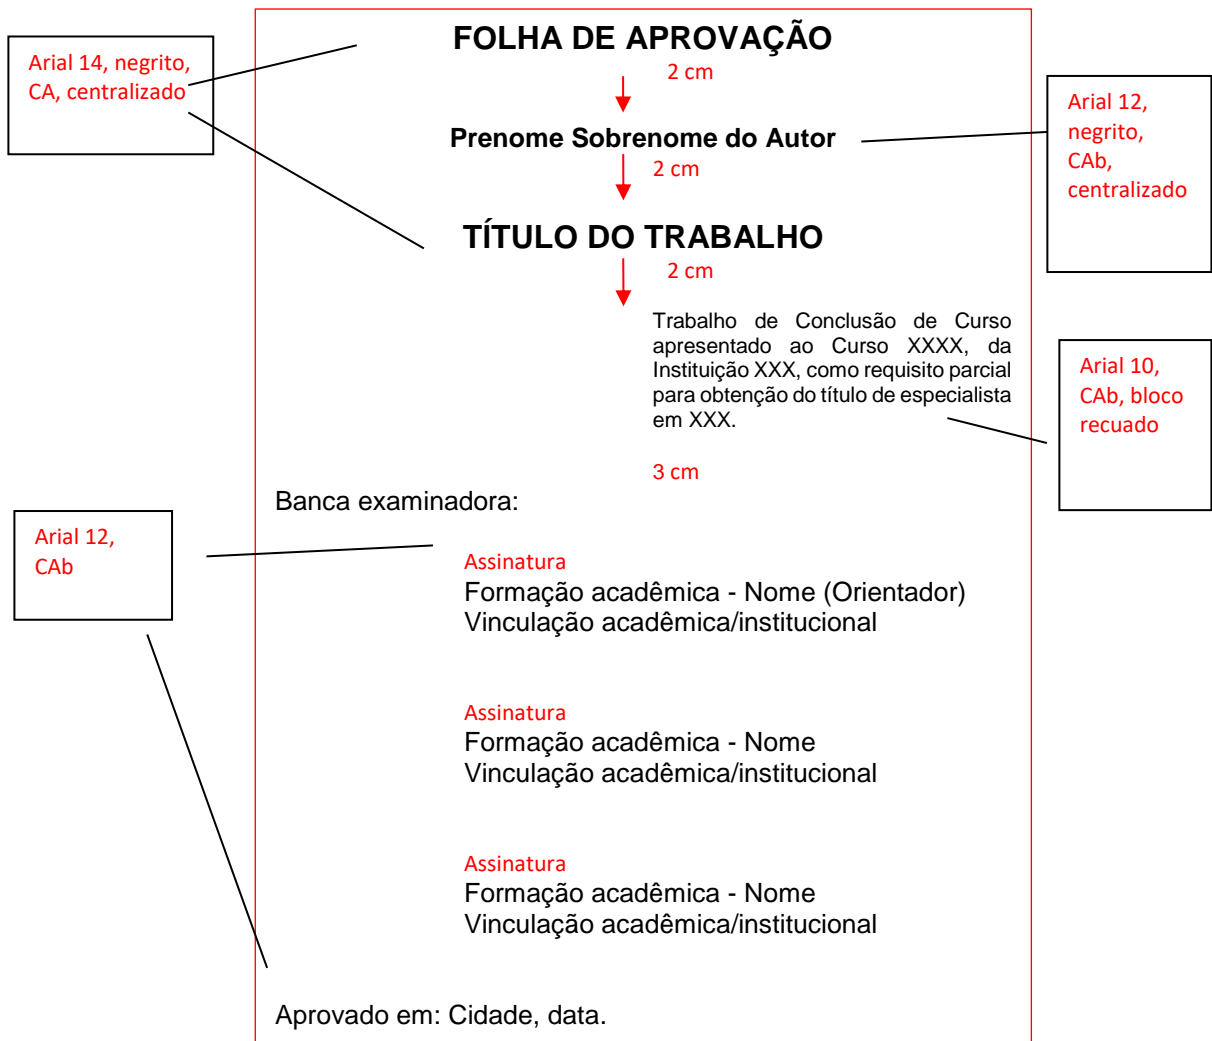 FOLHA DE APROVAÇÃO
Arial 14, negrito,
CA, centralizado
2 cm
Arial 12,
negrito,
CAb,
centralizado
Prenome Sobrenome do Autor
2 cm
TÍTULO DO TRABALHO
2 cm
Trabalho de Conclusão de Curso
apresentado ao Curso XXXX, da
Instituição XXX, como requisito parcial
para obtenção do título de especialista
em XXX.
Arial 10,
CAb, bloco
recuado
3 cm
Banca examinadora:
Arial 12,
CAb
Assinatura
Formação acadêmica - Nome (Orientador)
Vinculação acadêmica/institucional
Assinatura
Formação acadêmica - Nome
Vinculação acadêmica/institucional
Assinatura
Formação acadêmica - Nome
Vinculação acadêmica/institucional
Aprovado em: Cidade, data.